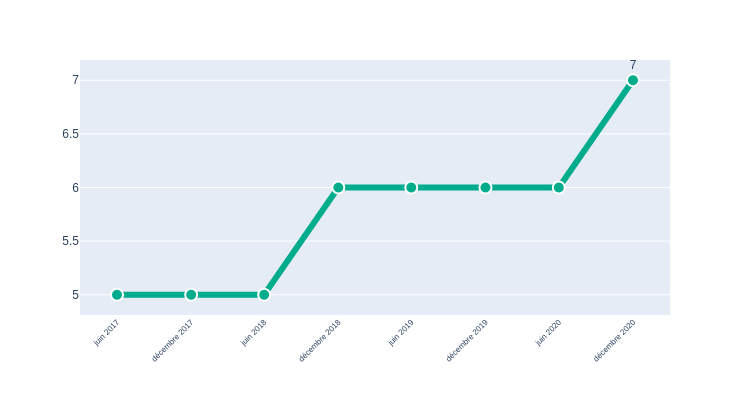 7
7
6.5
6
5.5
5
juin 2017
décembre 2017
juin 2018
décembre 2018
juin 2019
décembre 2019
juin 2020
décembre 2020